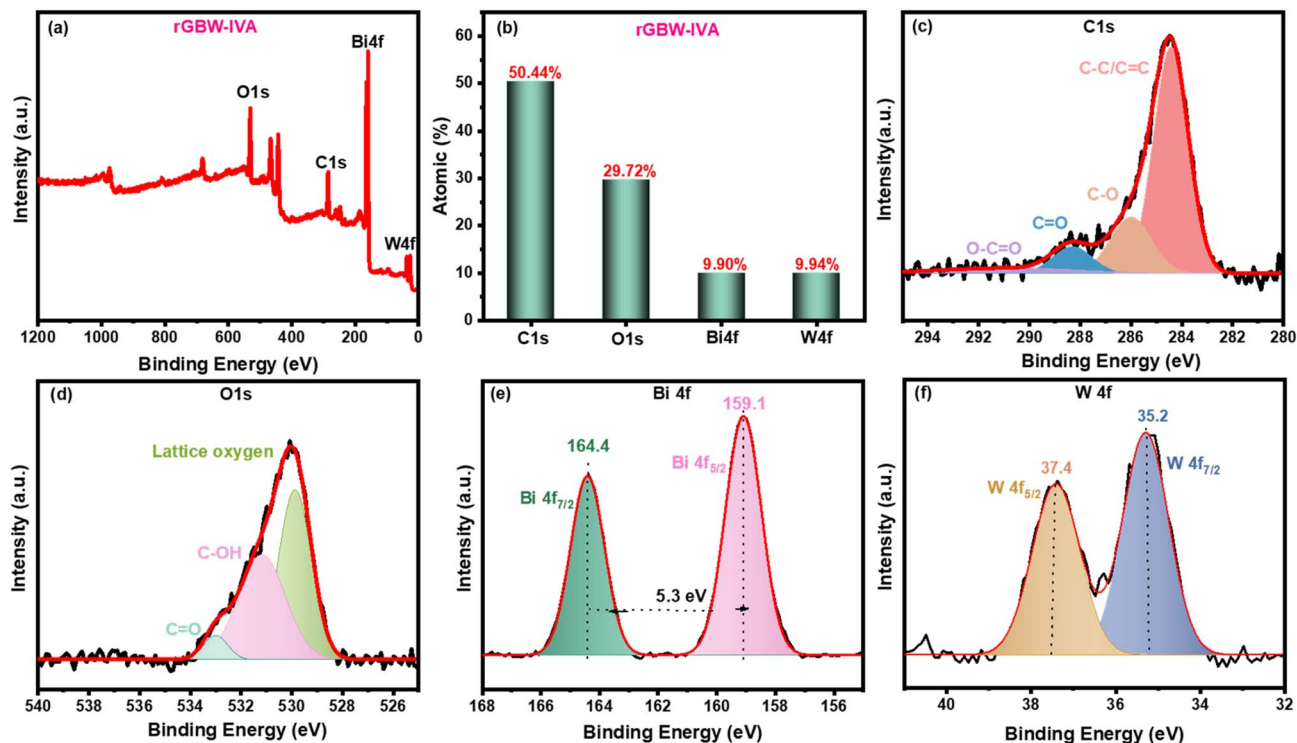 (a)
rGBW-IVA
Bi4f
O1s
C1s
W4f
Intensity (a.u.)
1200 1000 800 600 400 200 0
Binding Energy (eV)
(b)
rGBW-IVA
60
50
40
30
20
10
0
Atomic (%)
50.44%
29.72%
9.90%
9.94%
C1s O1s Bi4f W4f
(c)
C1s
C-C/C=C
C-O
C=O
O-C=O
Intensity(a.u.)
294 292 290 288 286 284 282 280
Binding Energy (eV)
(d)
O1s
Lattice oxygen
C-OH
C=O
Intensity (a.u.)
540 538 536 534 532 530 528 526
Binding Energy (eV)
(e)
Bi 4f
159.1
164.4
Bi 4f5/2
Bi 4f7/2
5.3 eV
Intensity (a.u.)
168 166 164 162 160 158 156
Binding Energy (eV)
(f)
W 4f
35.2
37.4
W 4f7/2
W 4f5/2
Intensity (a.u.)
40 38 36 34 32
Binding Energy (eV)